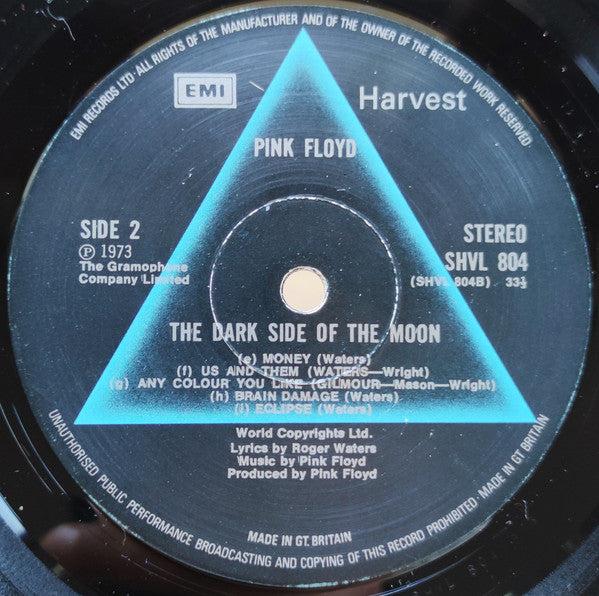 EMI RECORDS LTD·ALL RIGHTS OF THE MANUFACTURER AND OF THE OWNER OF THE RECORDED WORK RESERVED
EMI
Harvest
PINK FLOYD
SIDE 2
Ⓟ 1973
The Gramophone
Company Limited
STEREO
SHVL 804
(SHVL 804B) 33⅓
THE DARK SIDE OF THE MOON
(e) MONEY (Waters)
(f) US AND THEM (WATERS—Wright)
(g) ANY COLOUR YOU LIKE (GILMOUR—Mason—Wright)
(h) BRAIN DAMAGE (Waters)
(i) ECLIPSE (Waters)
World Copyrights Ltd.
Lyrics by Roger Waters
Music by Pink Floyd
Produced by Pink Floyd
MADE IN GT. BRITAIN
UNAUTHORISED PUBLIC PERFORMANCE BROADCASTING AND COPYING OF THIS RECORD PROHIBITED·MADE IN GT BRITAIN